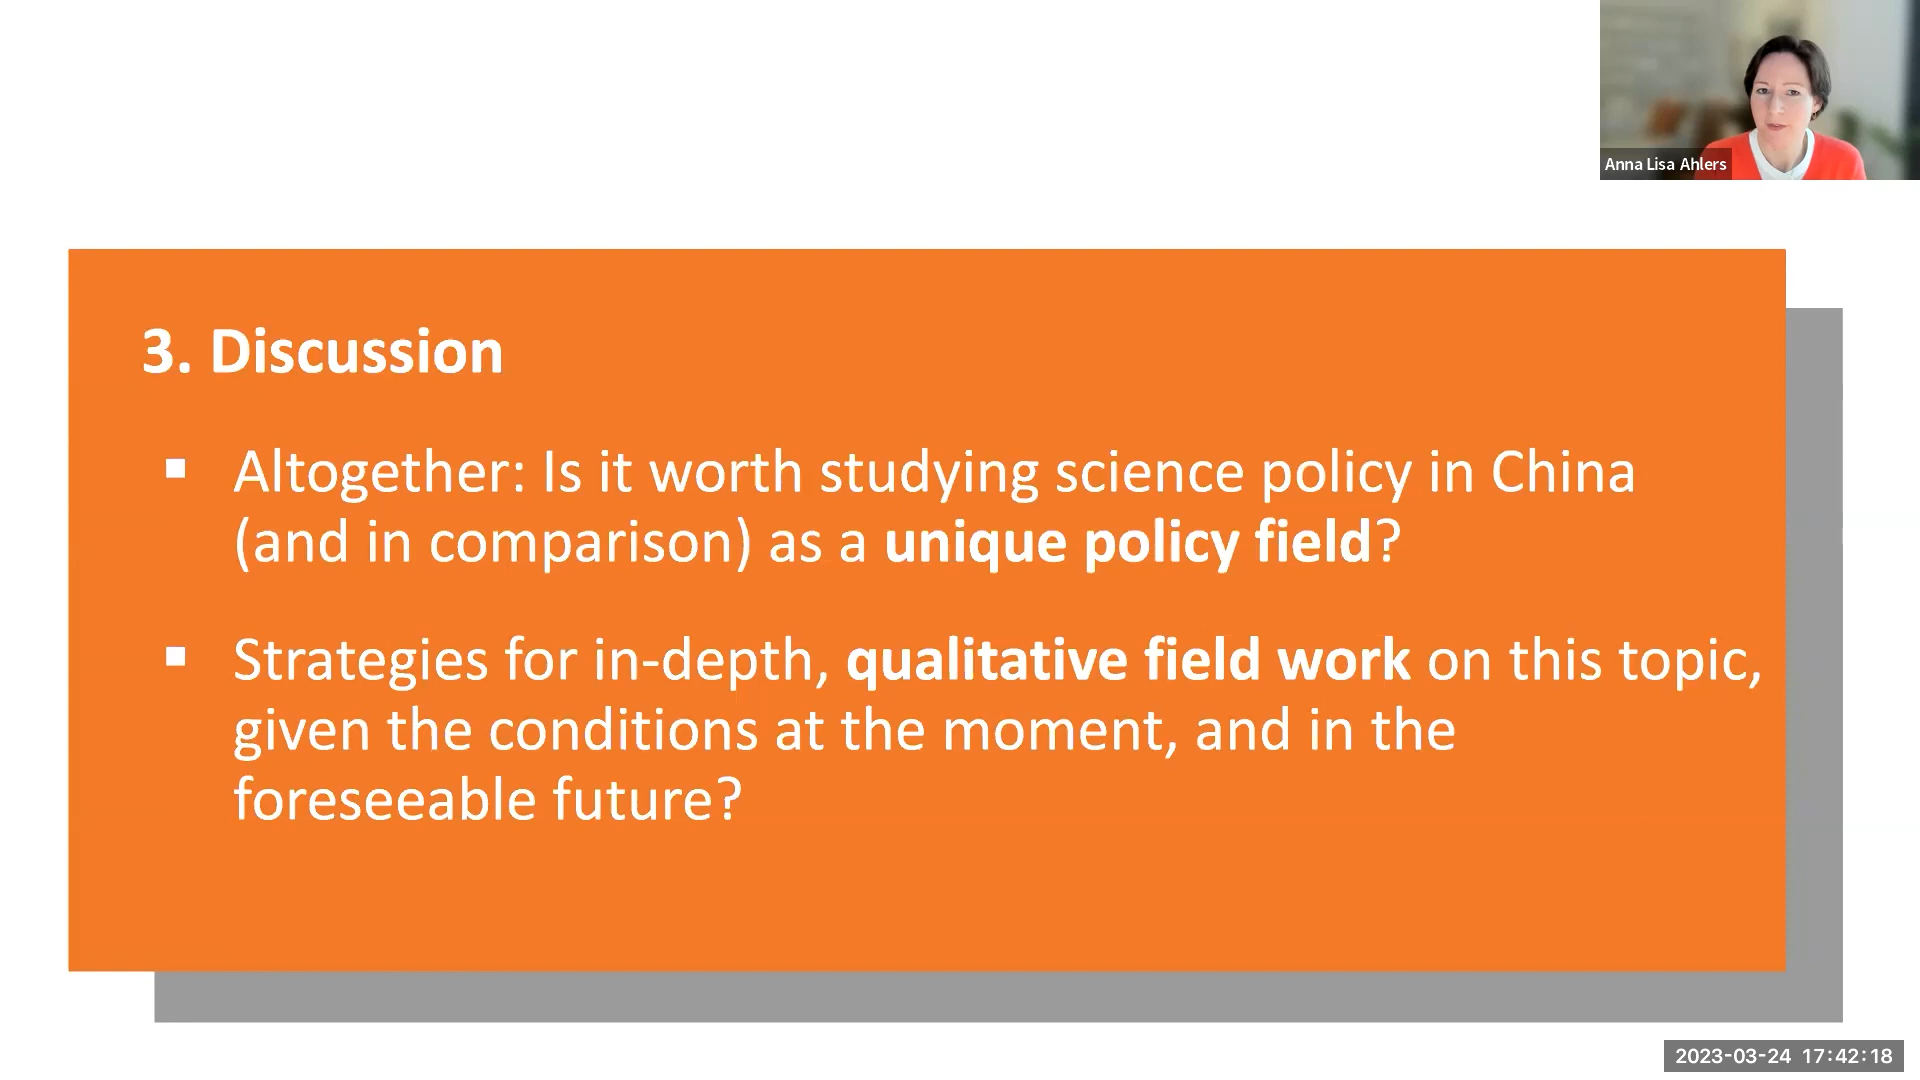 Anna Lisa Ahlers
3. Discussion
▪ Altogether: Is it worth studying science policy in China
(and in comparison) as a unique policy field?
▪ Strategies for in-depth, qualitative field work on this topic,
given the conditions at the moment, and in the
foreseeable future?
2023-03-24 17:42:18